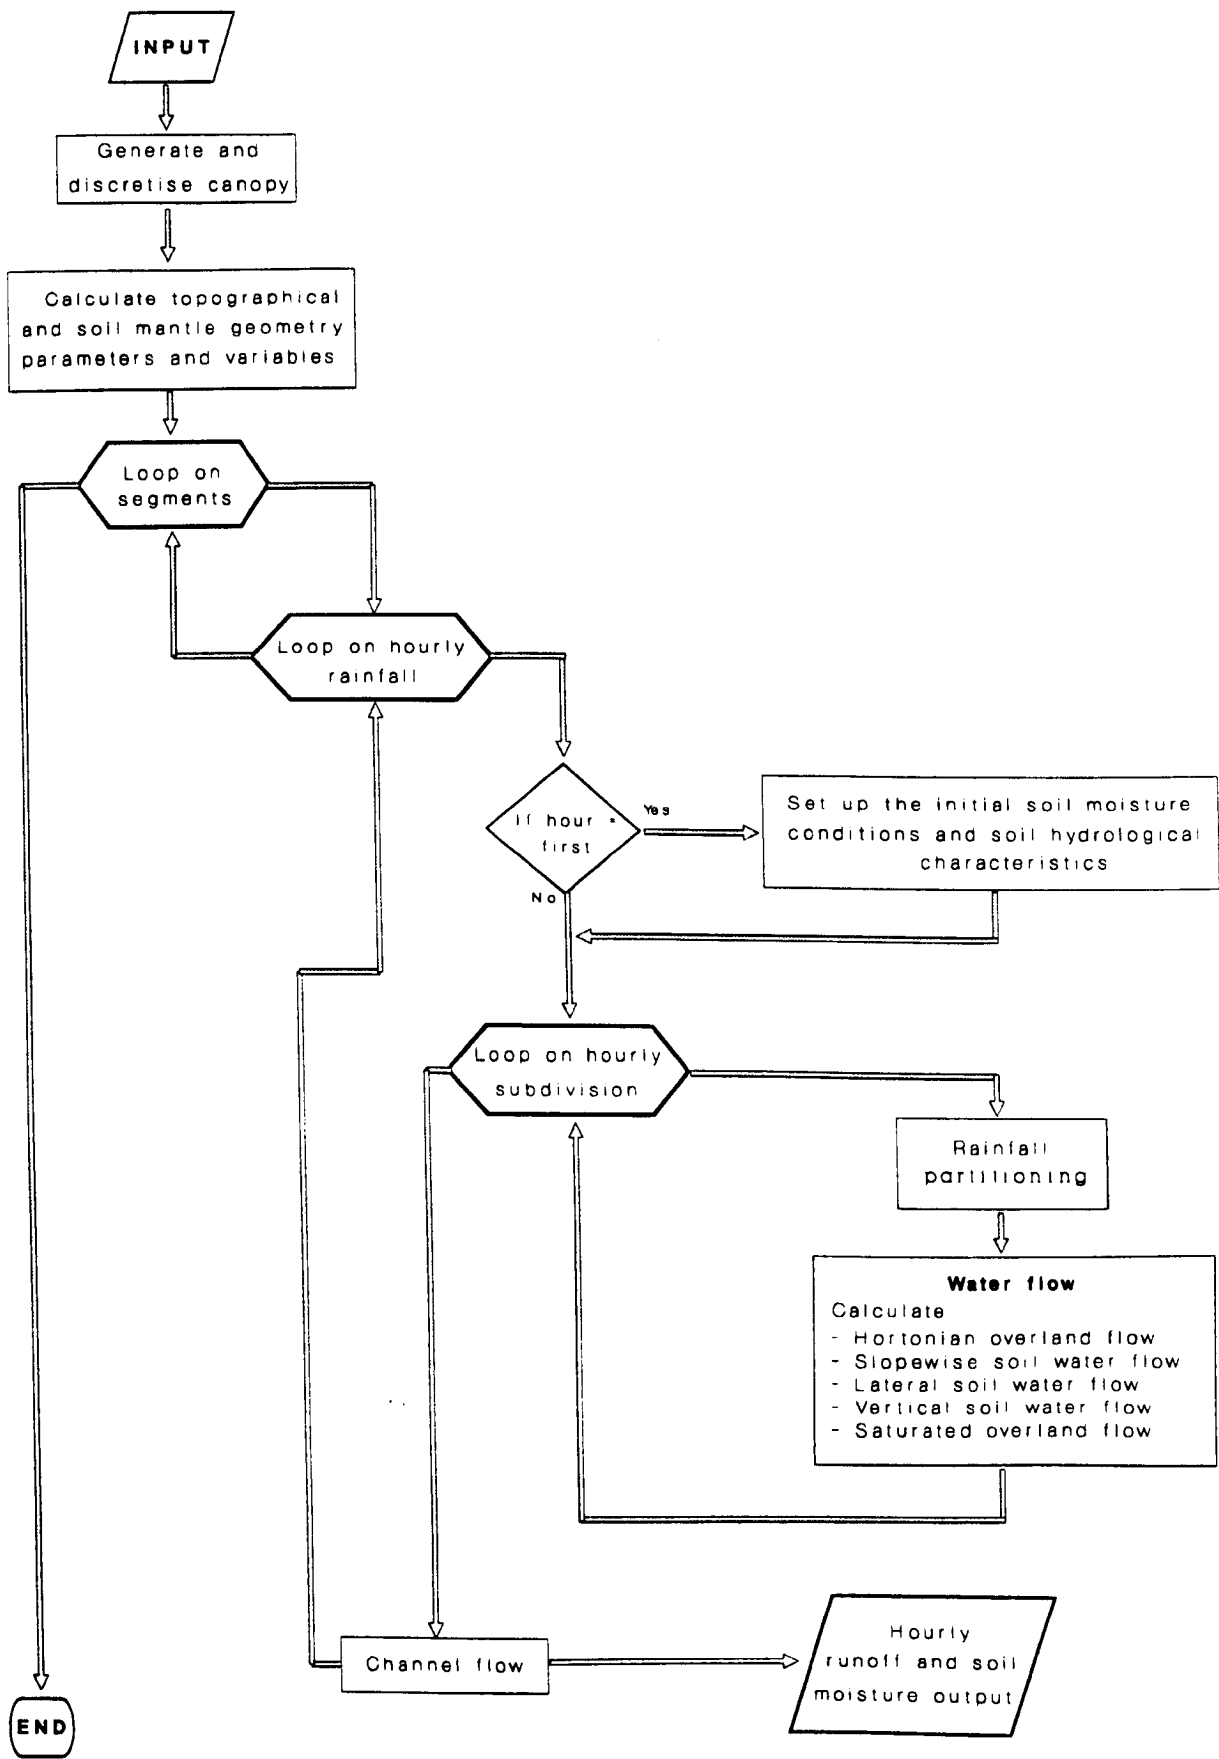 INPUT
Generate and
discretise canopy
Calculate topographical
and soil mantle geometry
parameters and variables
Loop on
segments
Loop on hourly
rainfall
If hour =
first
Yes
No
Set up the initial soil moisture
conditions and soil hydrological
characteristics
Loop on hourly
subdivision
Rainfall
partitioning
Water flow
Calculate
- Hortonian overland flow
- Slopewise soil water flow
- Lateral soil water flow
- Vertical soil water flow
- Saturated overland flow
Channel flow
Hourly
runoff and soil
moisture output
END